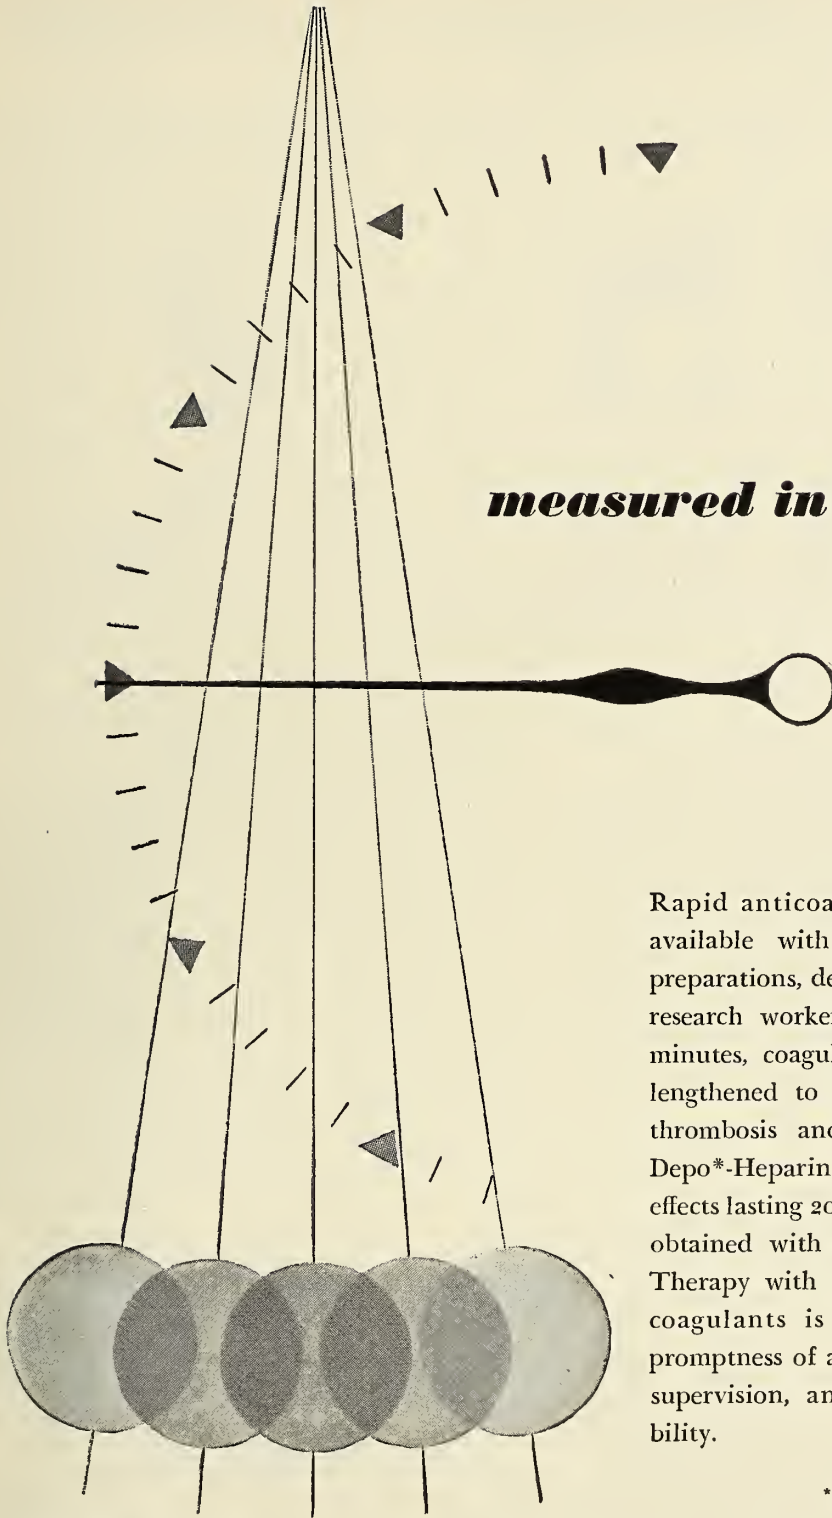 measured in
Rapid anticoa
available with
preparations, de
research worke
minutes, coagul
lengthened to
thrombosis and
Depo*-Heparin
effects lasting 20
obtained with
Therapy with
coagulants is
promptness of a
supervision, an
bility.
*